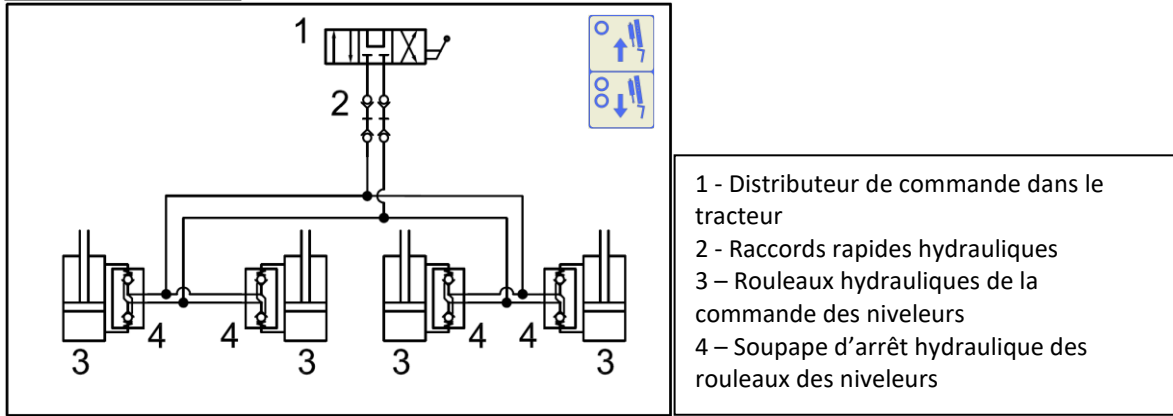 1
2
3
4
4
3
3
4
4
3
1 - Distributeur de commande dans le
tracteur
2 - Raccords rapides hydrauliques
3 – Rouleaux hydrauliques de la
commande des niveleurs
4 – Soupape d’arrêt hydraulique des
rouleaux des niveleurs